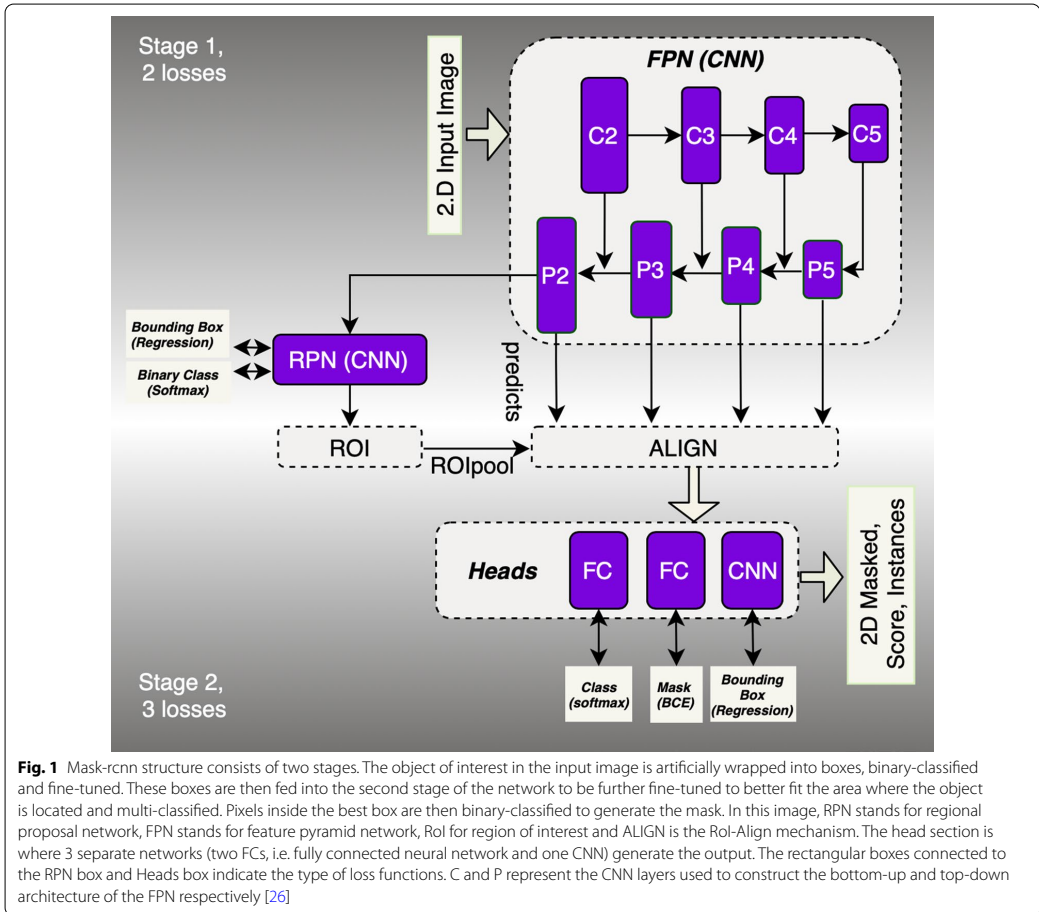 Stage 1,
2 losses
2.D Input Image
FPN (CNN)
C2
C3
C4
C5
P2
P3
P4
P5
Bounding Box
(Regression)
Binary Class
(Softmax)
RPN (CNN)
predicts
ROI
ROIpool
ALIGN
Heads
FC
FC
CNN
2D Masked,
Score, Instances
Stage 2,
3 losses
Class
(softmax)
Mask
(BCE)
Bounding
Box
(Regression)
Fig. 1 Mask-rcnn structure consists of two stages. The object of interest in the input image is artificially wrapped into boxes, binary-classified
and fine-tuned. These boxes are then fed into the second stage of the network to be further fine-tuned to better fit the area where the object
is located and multi-classified. Pixels inside the best box are then binary-classified to generate the mask. In this image, RPN stands for regional
proposal network, FPN stands for feature pyramid network, RoI for region of interest and ALIGN is the RoI-Align mechanism. The head section is
where 3 separate networks (two FCs, i.e. fully connected neural network and one CNN) generate the output. The rectangular boxes connected to
the RPN box and Heads box indicate the type of loss functions. C and P represent the CNN layers used to construct the bottom-up and top-down
architecture of the FPN respectively [26]